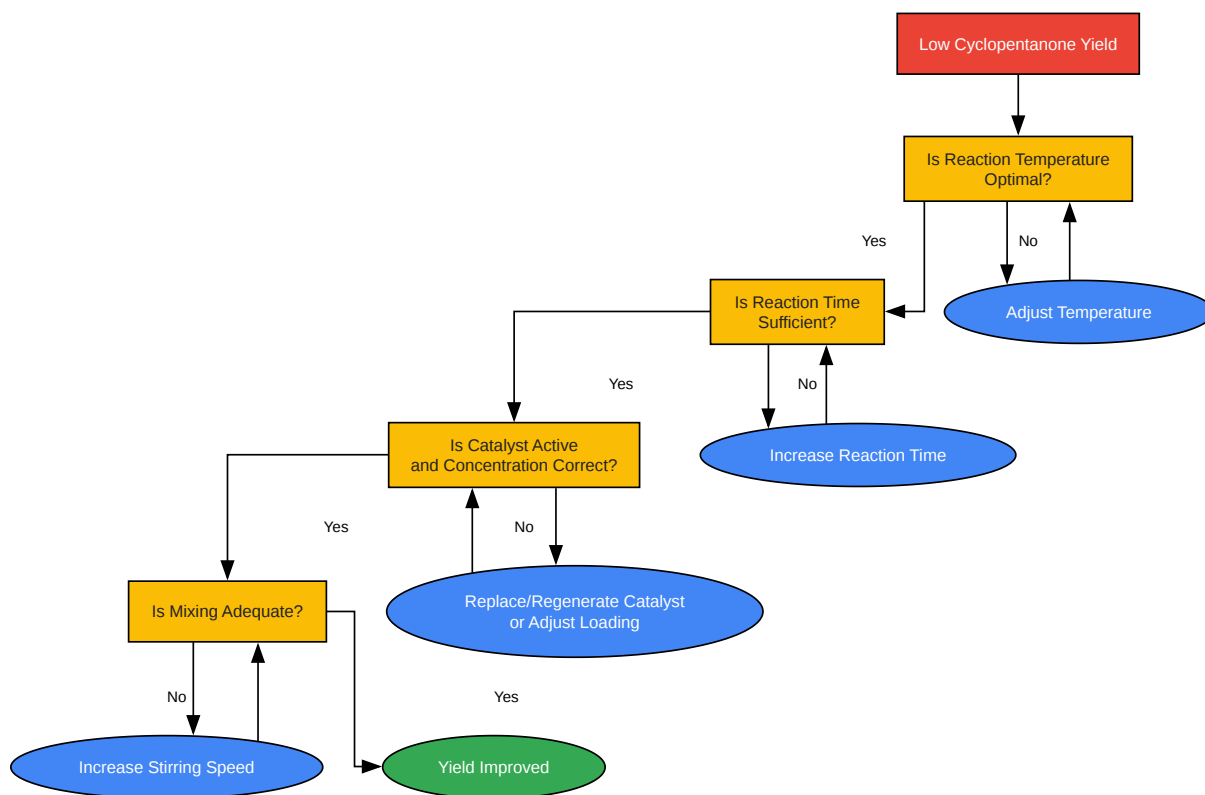 Low Cyclopentanone Yield
Is Reaction Temperature
Optimal?
Yes
No
Is Reaction Time
Sufficient?
Adjust Temperature
Yes
No
Is Catalyst Active
and Concentration Correct?
Increase Reaction Time
Yes
No
Is Mixing Adequate?
Replace/Regenerate Catalyst
or Adjust Loading
No
Yes
Increase Stirring Speed
Yield Improved